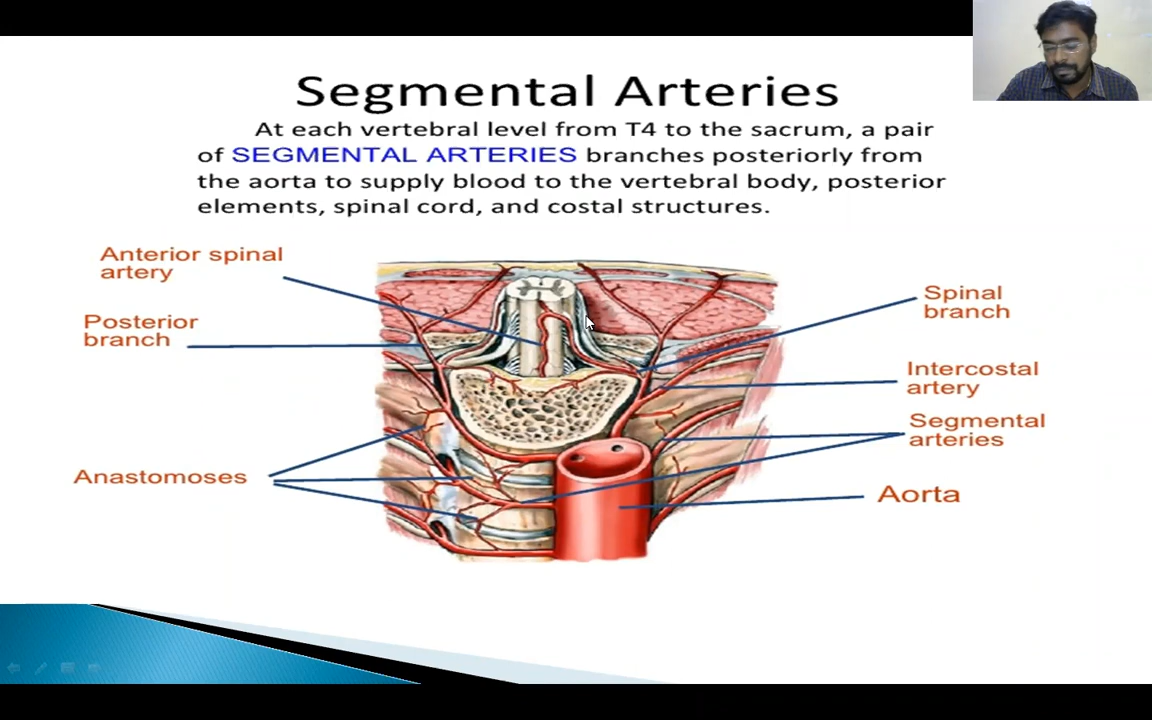 Segmental Arteries
At each vertebral level from T4 to the sacrum, a pair
of SEGMENTAL ARTERIES branches posteriorly from
the aorta to supply blood to the vertebral body, posterior
elements, spinal cord, and costal structures.
Anterior spinal
artery
Posterior
branch
Anastomoses
Spinal
branch
Intercostal
artery
Segmental
arteries
Aorta